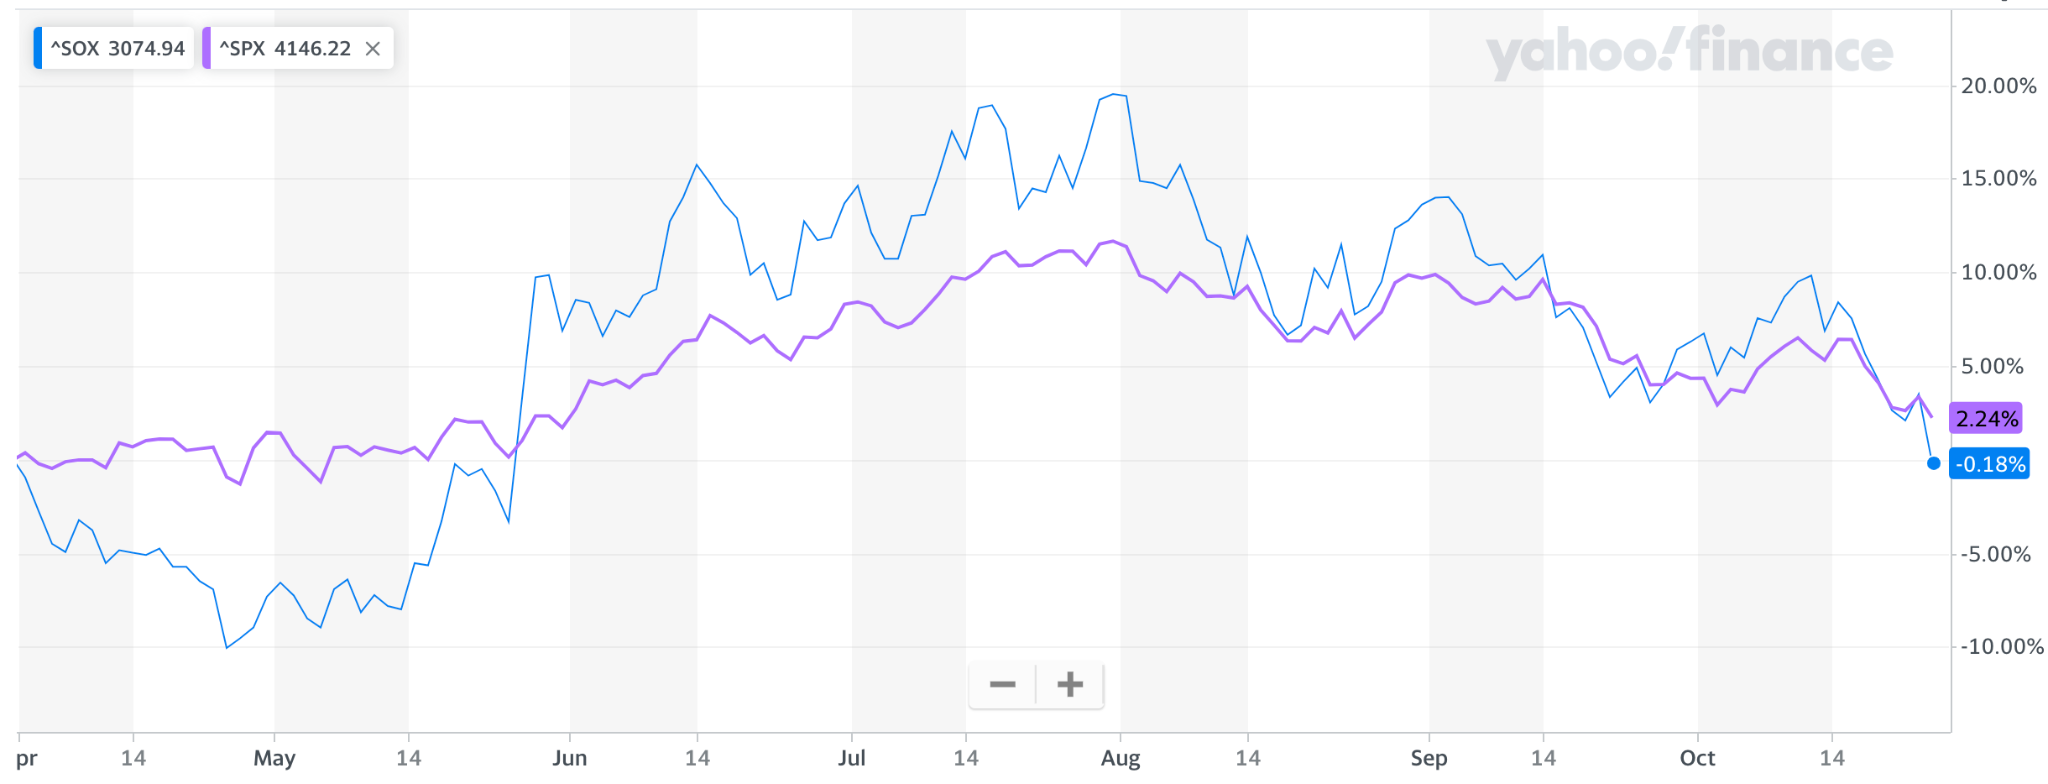 ^SOX 3074.94 ^SPX 4146.22
yahoo!finance
20.00%
15.00%
10.00%
5.00%
2.24%
-0.18%
-5.00%
-10.00%
pr 14 May 14 Jun 14 Jul 14 Aug 14 Sep 14 Oct 14